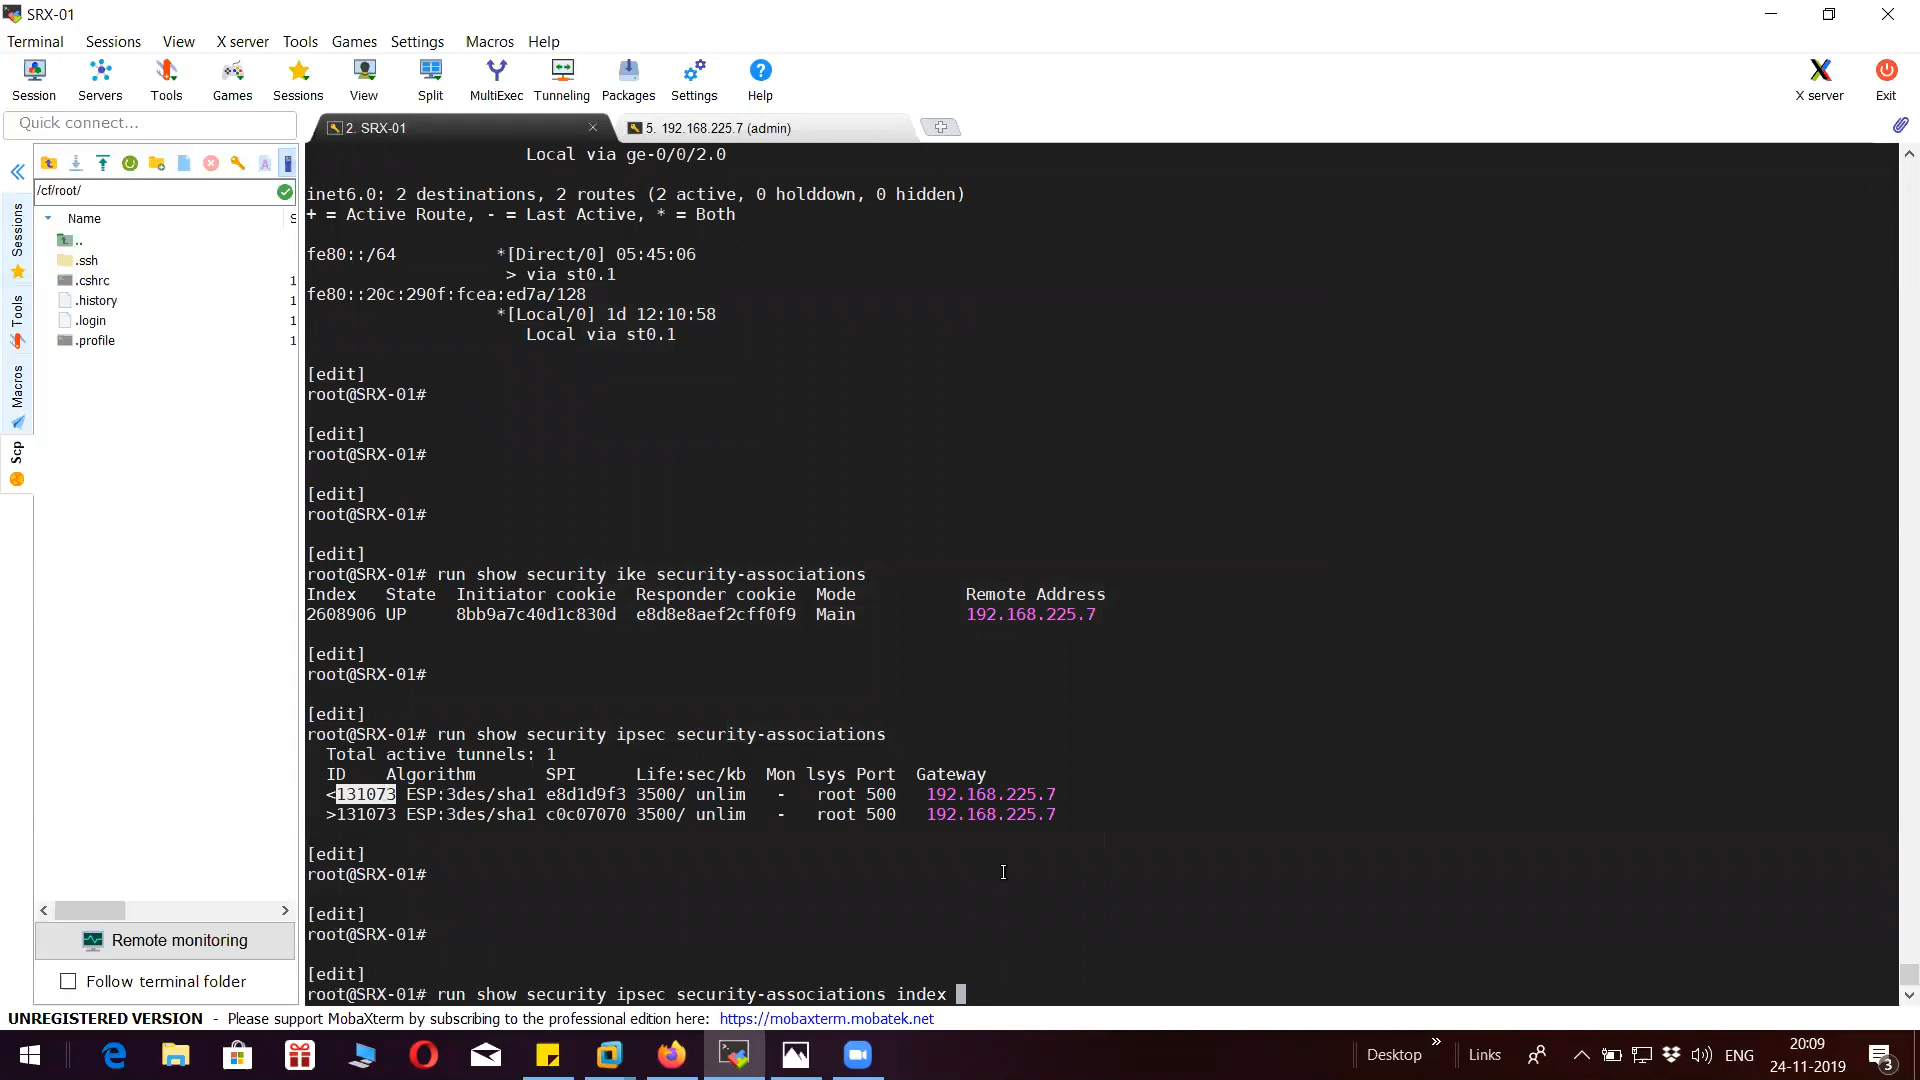 SRX-01
Terminal Sessions View X server Tools Games Settings Macros Help
Session Servers Tools Games Sessions View Split MultiExec Tunneling Packages Settings Help X server Exit
Quick connect...
2. SRX-01
5. 192.168.225.7 (admin)
/cf/root/
Name S
..
.ssh
.cshrc 1
.history 1
.login 1
.profile 1
Sessions
Tools
Macros
Scp
Remote monitoring
Follow terminal folder
Local via ge-0/0/2.0
inet6.0: 2 destinations, 2 routes (2 active, 0 holddown, 0 hidden)
+ = Active Route, - = Last Active, * = Both
fe80::/64 *[Direct/0] 05:45:06
> via st0.1
fe80::20c:290f:fcea:ed7a/128
*[Local/0] 1d 12:10:58
Local via st0.1
[edit]
root@SRX-01#
[edit]
root@SRX-01#
[edit]
root@SRX-01#
[edit]
root@SRX-01# run show security ike security-associations
Index State Initiator cookie Responder cookie Mode Remote Address
2608906 UP 8bb9a7c40d1c830d e8d8e8aef2cff0f9 Main 192.168.225.7
[edit]
root@SRX-01#
[edit]
root@SRX-01# run show security ipsec security-associations
Total active tunnels: 1
ID Algorithm SPI Life:sec/kb Mon lsys Port Gateway
<131073 ESP:3des/sha1 e8d1d9f3 3500/ unlim - root 500 192.168.225.7
>131073 ESP:3des/sha1 c0c07070 3500/ unlim - root 500 192.168.225.7
[edit]
root@SRX-01#
[edit]
root@SRX-01#
[edit]
root@SRX-01# run show security ipsec security-associations index
UNREGISTERED VERSION - Please support MobaXterm by subscribing to the professional edition here: https://mobaxterm.mobatek.net
Desktop » Links ENG
20:09
24-11-2019
3